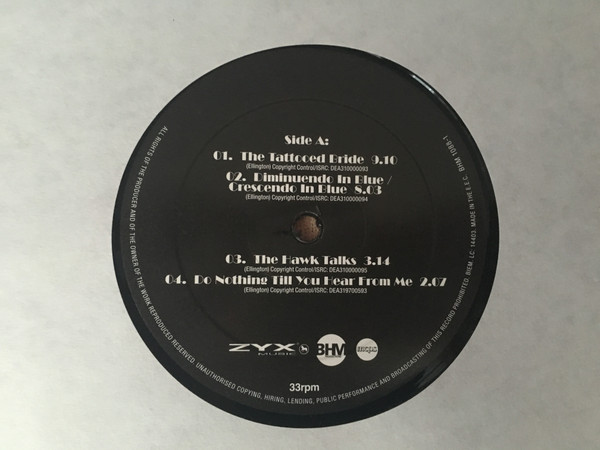 Side A:
01. The Tattooed Bride 9.10
(Ellington) Copyright Control/ISRC: DEA310000093
02. Diminuendo In Blue /
Crescendo In Blue 8.03
(Ellington) Copyright Control/ISRC: DEA310000094
03. The Hawk Talks 3.14
(Ellington) Copyright Control/ISRC: DEA310000095
04. Do Nothing Till You Hear From Me 2.07
(Ellington) Copyright Control/ISRC: DEA319700593
ZYX
MUSIC
BHM
33rpm
ALL RIGHTS OF THE PRODUCER AND OF THE OWNER OF THE WORK REPRODUCED RESERVED. UNAUTHORISED COPYING, HIRING, LENDING, PUBLIC PERFORMANCE AND BROADCASTING OF THIS RECORD PROHIBITED. BIEM. LC: 14403. MADE IN THE E.C. BHM 1088-1